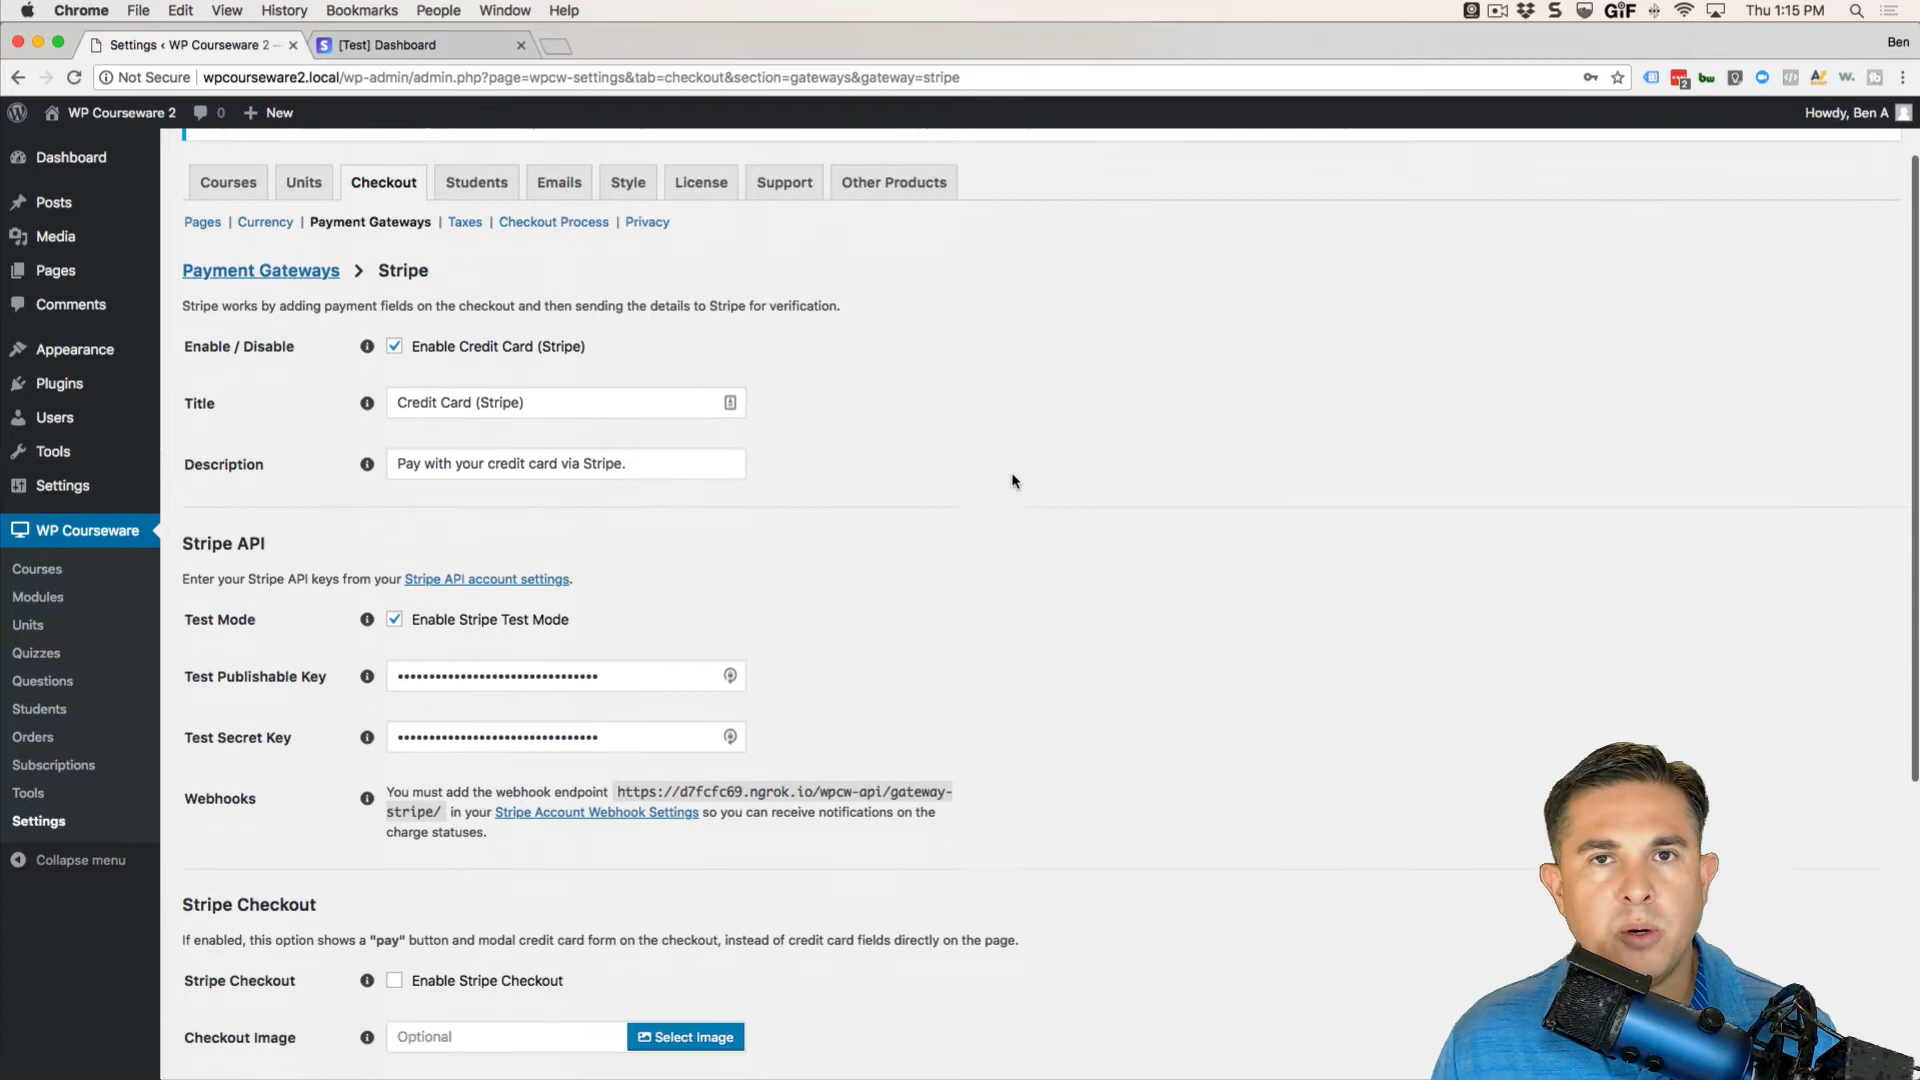 Chrome File Edit View History Bookmarks People Window Help GIF Thu 1:15 PM
Settings ‹ WP Courseware 2 — [Test] Dashboard Ben
Not Secure wpcourseware2.local/wp-admin/admin.php?page=wpcw-settings&tab=checkout&section=gateways&gateway=stripe
WP Courseware 2 0 + New Howdy, Ben A
Dashboard
Posts
Media
Pages
Comments
Appearance
Plugins
Users
Tools
Settings
WP Courseware
Courses
Modules
Units
Quizzes
Questions
Students
Orders
Subscriptions
Tools
Settings
Collapse menu
Courses Units Checkout Students Emails Style License Support Other Products
Pages | Currency | Payment Gateways | Taxes | Checkout Process | Privacy
Payment Gateways > Stripe
Stripe works by adding payment fields on the checkout and then sending the details to Stripe for verification.
Enable / Disable Enable Credit Card (Stripe)
Title Credit Card (Stripe)
Description Pay with your credit card via Stripe.
Stripe API
Enter your Stripe API keys from your Stripe API account settings.
Test Mode Enable Stripe Test Mode
Test Publishable Key
Test Secret Key
Webhooks You must add the webhook endpoint https://d7fcfc69.ngrok.io/wpcw-api/gateway-
stripe/ in your Stripe Account Webhook Settings so you can receive notifications on the
charge statuses.
Stripe Checkout
If enabled, this option shows a "pay" button and modal credit card form on the checkout, instead of credit card fields directly on the page.
Stripe Checkout Enable Stripe Checkout
Checkout Image Optional Select Image